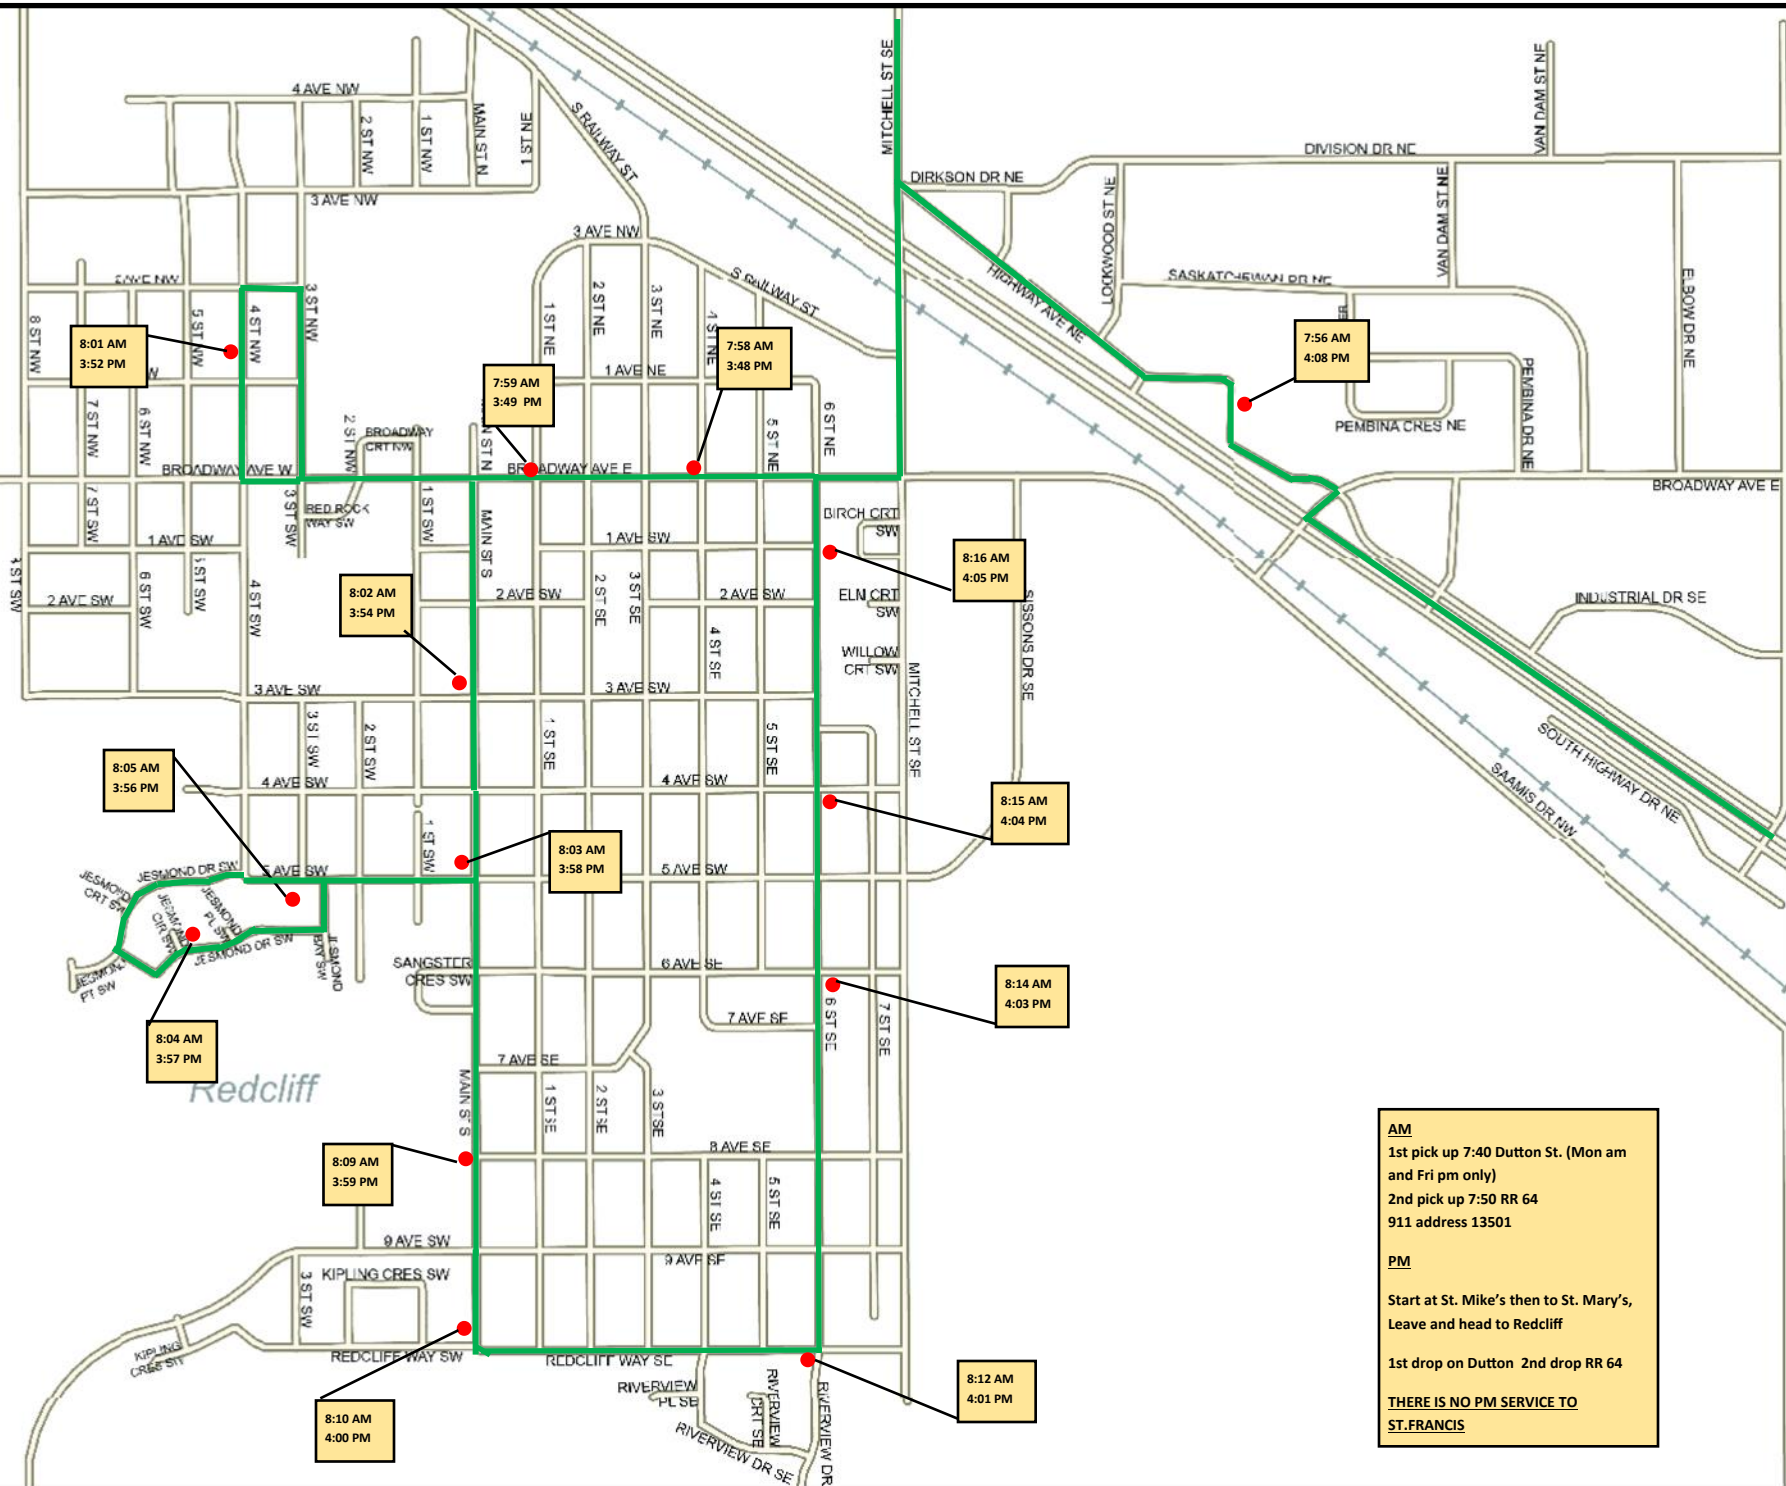 MITCHELL ST SE
VAN DAM ST NE
4 AVE NW
S RAILWAY ST
2 ST NW
1 ST NW
MAIN ST N
1 ST NE
DIVISION DR NE
DIRKSON DR NE
LOCKWOOD ST NE
VAN DAM ST NE
3 AVE NW
3 AVE NW
S RAILWAY ST
HIGHWAY AVE NE
SASKATCHEWAN DR NE
ELBOW DR NE
2 AVE NW
8 ST NW
5 ST NW
4 ST NW
3 ST NW
1 ST NE
2 ST NE
3 ST NE
4 ST NE
8:01 AM
3:52 PM
7:58 AM
3:48 PM
7:56 AM
4:08 PM
7:59 AM
3:49 PM
1 AVE NE
7 ST NW
6 ST NW
2 ST NW
BROADWAY
CRT NW
5 ST NE
6 ST NE
PEMBINA CRES NE
PEMBINA DR NE
BROADWAY AVE W
BROADWAY AVE E
BROADWAY AVE E
7 ST SW
3 ST SW
RED ROCK
WAY SW
1 ST SW
MAIN ST S
BIRCH CRT
SW
1 AVE SW
1 AVE SW
8:16 AM
4:05 PM
6 ST SW
4 ST SW
8:02 AM
3:54 PM
2 AVE SW
2 AVE SW
2 ST SE
3 ST SE
2 AVE SW
ELM CRT
SW
SISSONS DR SE
INDUSTRIAL DR SE
4 ST SE
WILLOW
CRT SW
3 AVE SW
3 AVE SW
MITCHELL ST SE
3 ST SW
2 ST SW
1 ST SE
5 ST SE
SOUTH HIGHWAY DR NE
SAAMIS DR NW
8:05 AM
3:56 PM
4 AVE SW
4 AVE SW
8:15 AM
4:04 PM
1 ST SW
8:03 AM
3:58 PM
JESMOND DR SW
5 AVE SW
5 AVE SW
JESMOND
CRT SW
JESMOND
CIR SW
JESMOND
PL SW
JESMOND DR SW
JESMOND
BAY SW
JESMOND
PT SW
SANGSTER
CRES SW
6 AVE SE
8:14 AM
4:03 PM
6 ST SE
7 ST SE
7 AVE SE
8:04 AM
3:57 PM
7 AVE SE
Redcliff
MAIN ST S
1 ST SE
2 ST SE
3 ST SE
8:09 AM
3:59 PM
8 AVE SE
4 ST SE
5 ST SE
9 AVE SW
9 AVE SE
3 ST SW
KIPLING CRES SW
KIPLING
CRES SW
REDCLIFF WAY SW
REDCLIFF WAY SE
8:10 AM
4:00 PM
8:12 AM
4:01 PM
RIVERVIEW
PL SE
RIVERVIEW
CRT SE
RIVERVIEW DR
RIVERVIEW DR SE
AM
1st pick up 7:40 Dutton St. (Mon am
and Fri pm only)
2nd pick up 7:50 RR 64
911 address 13501
PM
Start at St. Mike's then to St. Mary's,
Leave and head to Redcliff
1st drop on Dutton 2nd drop RR 64
THERE IS NO PM SERVICE TO
ST.FRANCIS